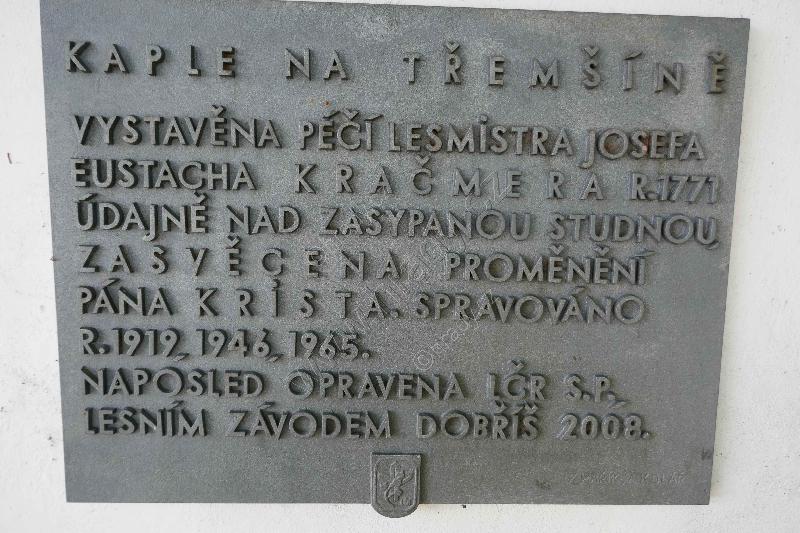 KAPLE NA TŘEMŠÍNĚ
VYSTAVĚNA PÉČÍ LESMISTRA JOSEFA
EUSTACHA KRAČMERA R.1771
ÚDAJNĚ NAD ZASYPANOU STUDNOU,
ZASVĚCENA PROMĚNĚNÍ
PÁNA KRISTA. SPRAVOVÁNO
R.1919, 1946, 1965.
NAPOSLED OPRAVENA LČR S.P.,
LESNÍM ZÁVODEM DOBŘÍŠ 2008.